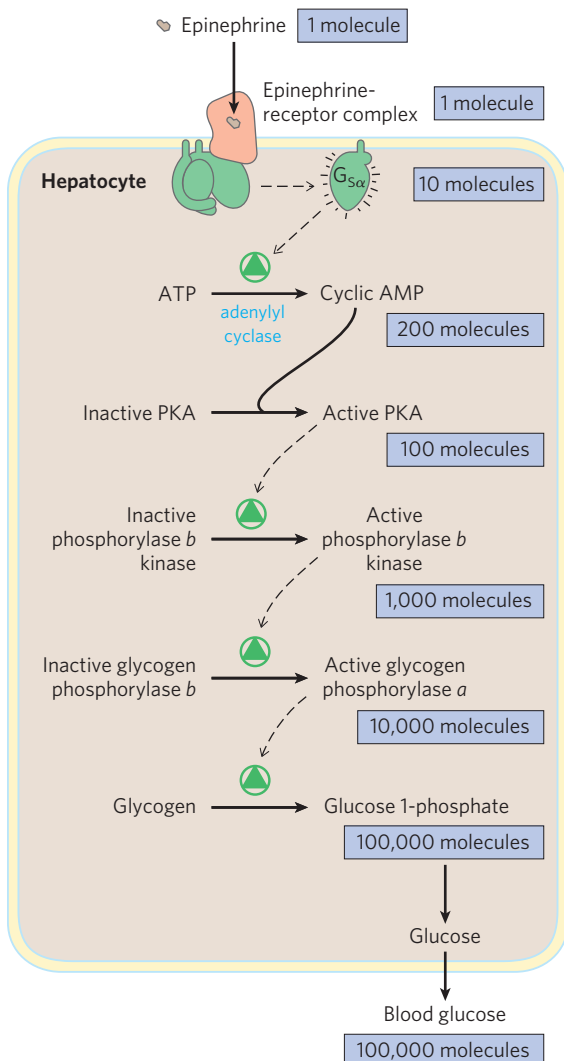 Epinephrine 1 molecule
Epinephrine-
receptor complex
1 molecule
Hepatocyte
GSα
10 molecules
ATP
adenylyl
cyclase
Cyclic AMP
200 molecules
Inactive PKA
Active PKA
100 molecules
Inactive
phosphorylase b
kinase
Active
phosphorylase b
kinase
1,000 molecules
Inactive glycogen
phosphorylase b
Active glycogen
phosphorylase a
10,000 molecules
Glycogen
Glucose 1-phosphate
100,000 molecules
Glucose
Blood glucose
100,000 molecules